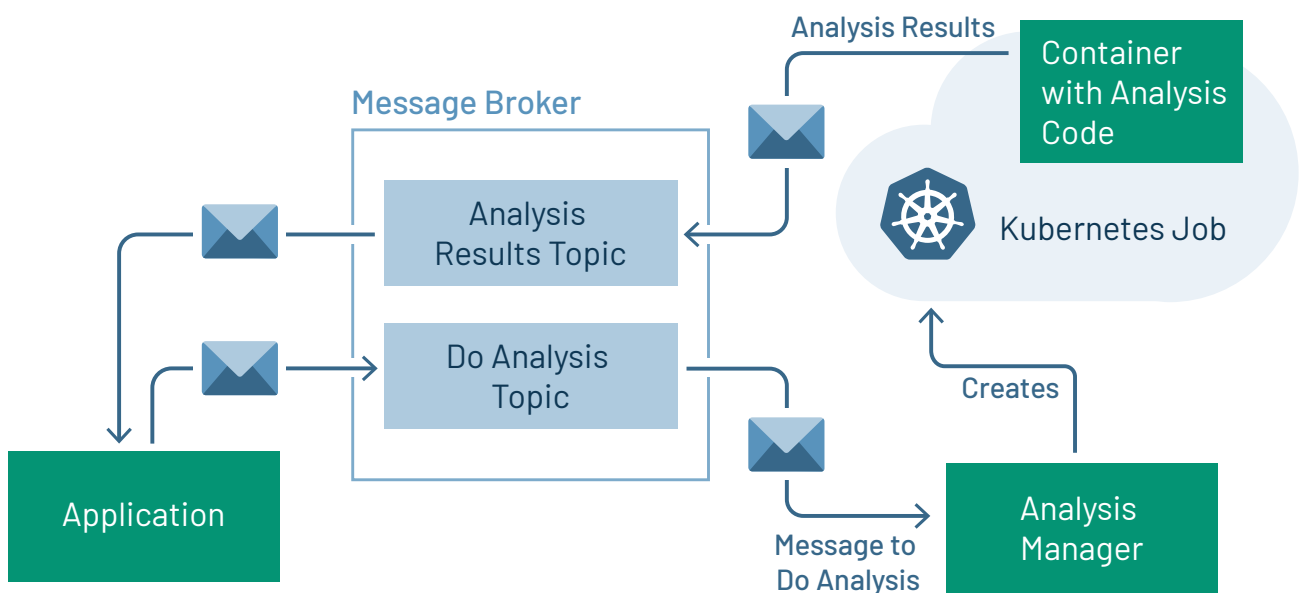 Analysis Results
Container
with Analysis
Code
Message Broker
Analysis
Results Topic
Kubernetes Job
Do Analysis
Topic
Creates
Application
Analysis
Manager
Message to
Do Analysis